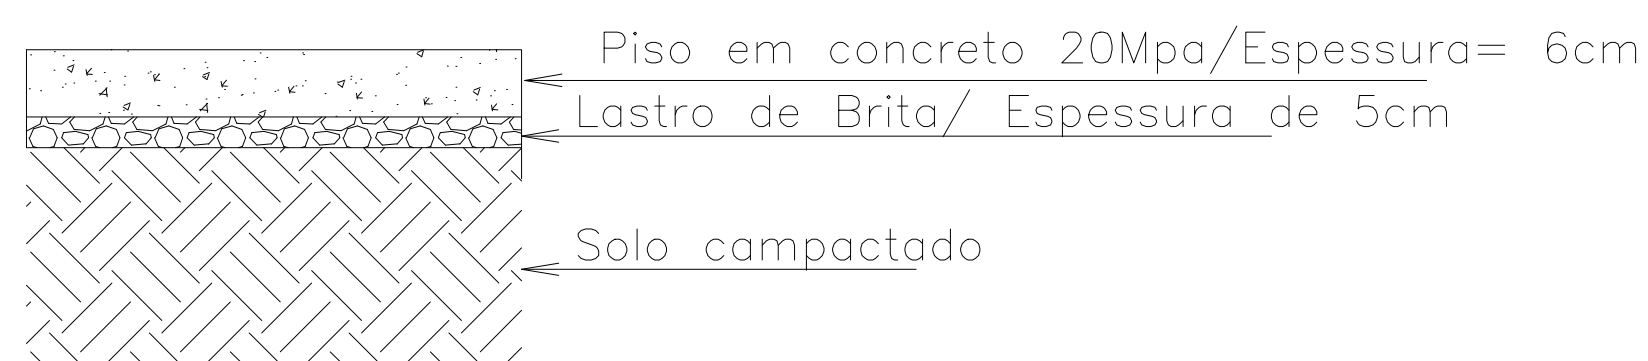 Piso em concreto 20Mpa/Espessura= 6cm
Lastro de Brita/ Espessura de 5cm
Solo campactado